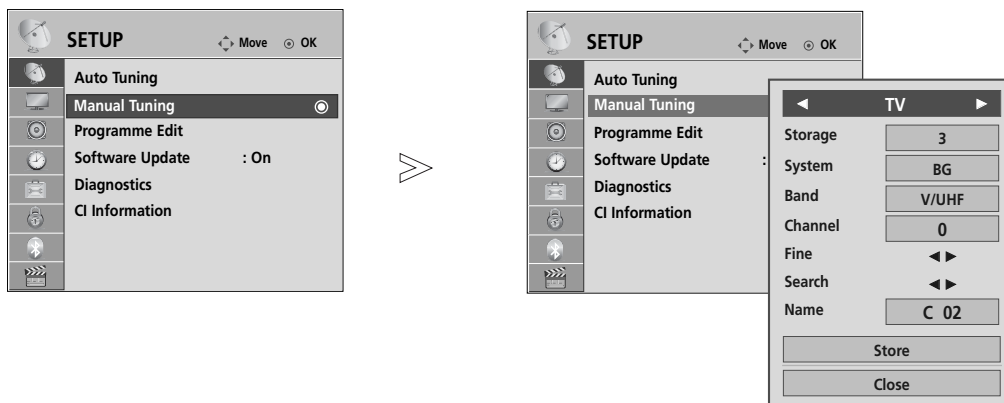 SETUP Move OK
Auto Tuning
Manual Tuning
Programme Edit
Software Update : On
Diagnostics
CI Information
SETUP Move OK
Auto Tuning
Manual Tuning
Programme Edit
Software Update :
Diagnostics
CI Information
◄ TV ►
Storage 3
System BG
Band V/UHF
Channel 0
Fine ◄ ►
Search ◄ ►
Name C 02
Store
Close